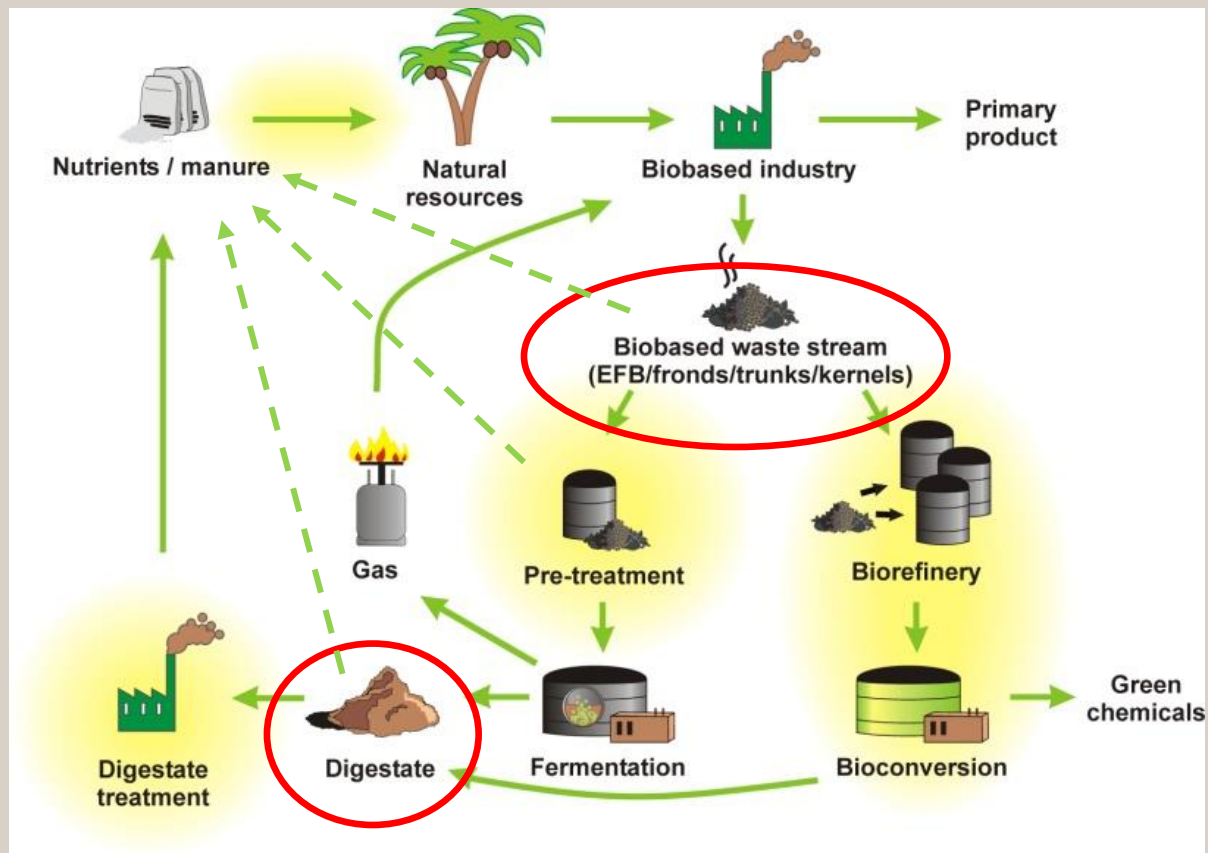 Nutrients / manure
Natural
resources
Biobased industry
Primary
product
Biobased waste stream
(EFB/fronds/trunks/kernels)
Gas
Pre-treatment
Biorefinery
Digestate
treatment
Digestate
Fermentation
Bioconversion
Green
chemicals